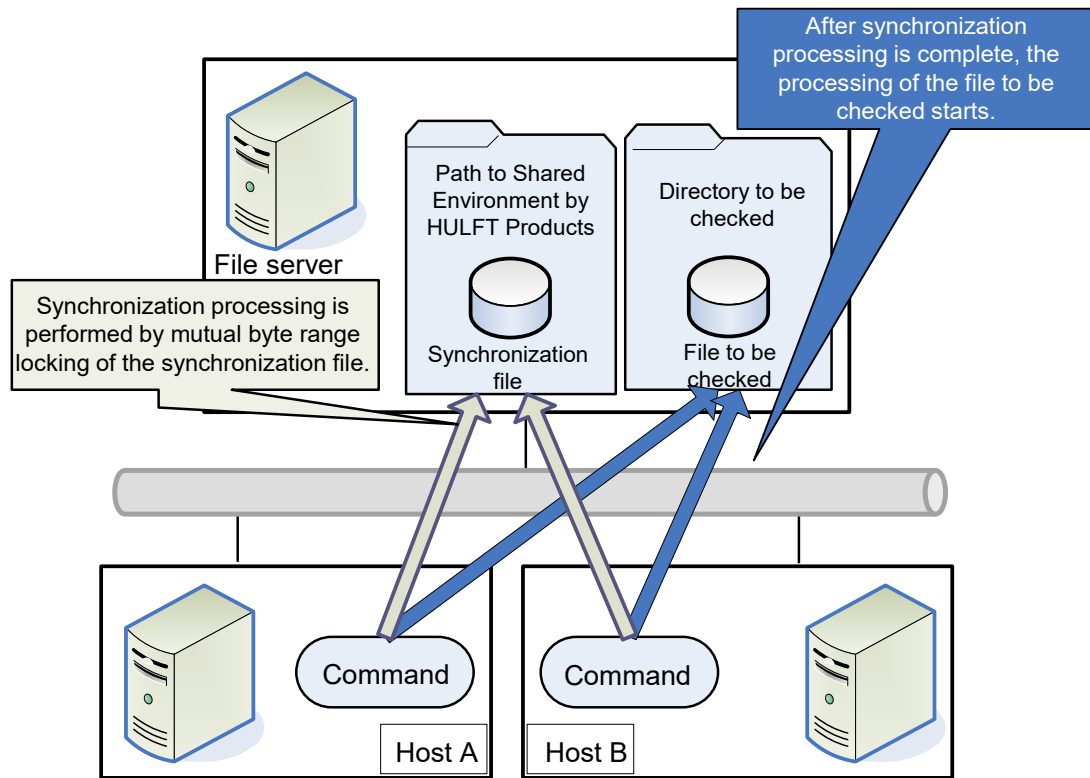 After synchronization
processing is complete, the
processing of the file to be
checked starts.
Path to Shared
Environment by
HULFT Products
Directory to be
checked
File server
Synchronization processing is
performed by mutual byte range
locking of the synchronization file.
Synchronization
file
File to be
checked
Command
Command
Host A
Host B